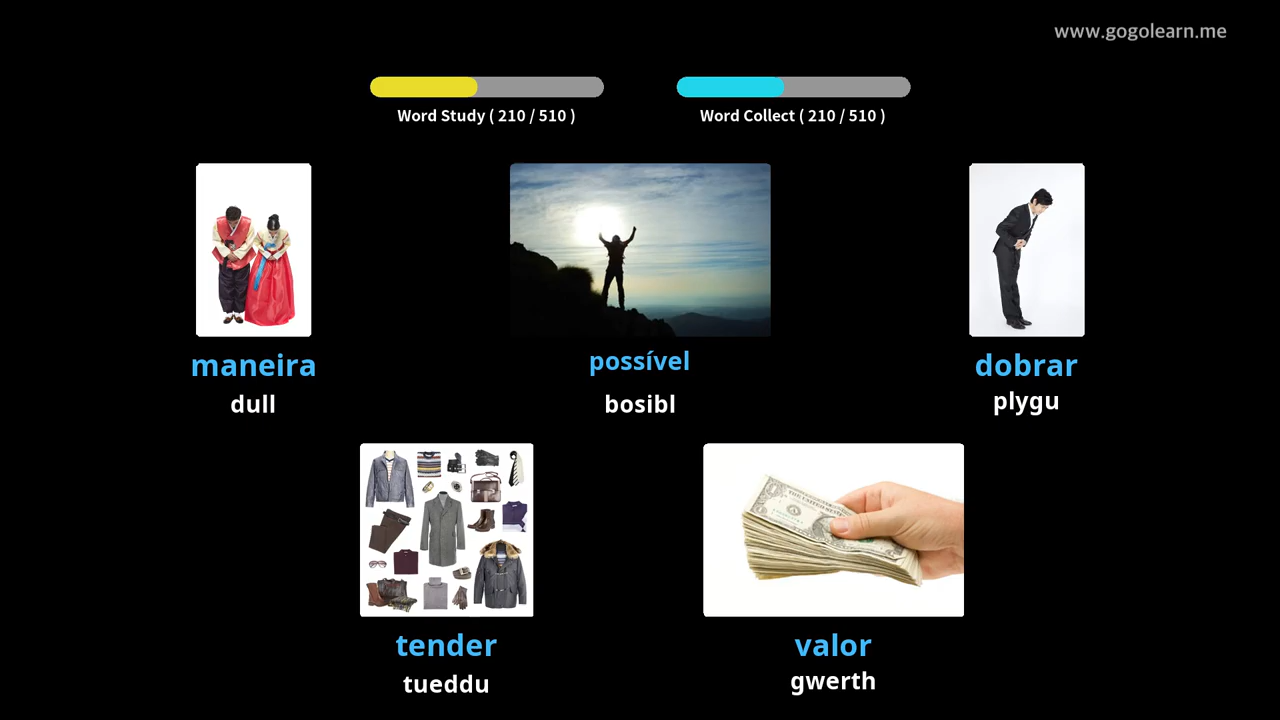 www.gogolearn.me
Word Study ( 210 / 510 )
Word Collect ( 210 / 510 )
maneira
dull
possível
bosibl
dobrar
plygu
tender
tueddu
valor
gwerth